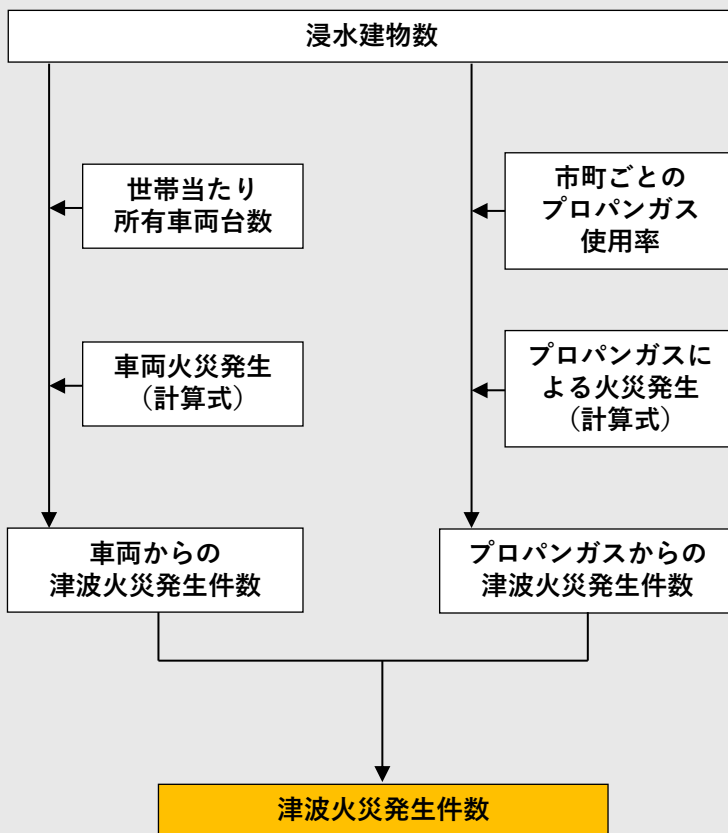 浸水建物数
世帯当たり
所有車両台数
市町ごとの
プロパンガス
使用率
車両火災発生
（計算式）
プロパンガスに
よる火災発生
（計算式）
車両からの
津波火災発生件数
プロパンガスからの
津波火災発生件数
津波火災発生件数